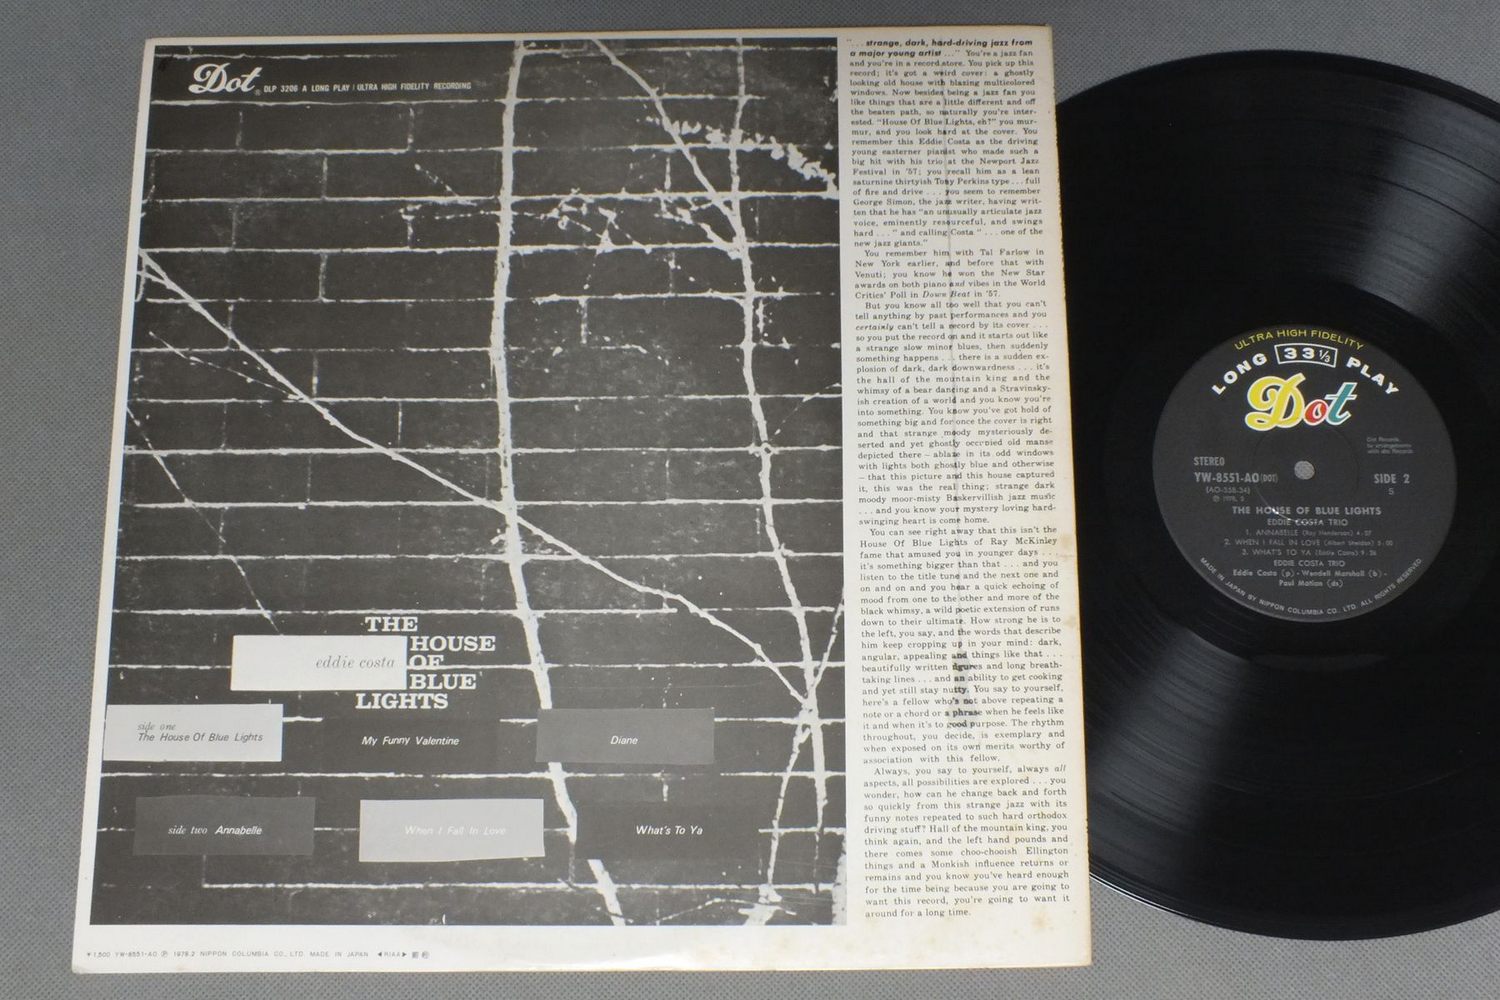 Dot
DLP 3206 A LONG PLAY / ULTRA HIGH FIDELITY RECORDING
THE
HOUSE
eddie costa OF
BLUE
LIGHTS
side one
The House Of Blue Lights
My Funny Valentine
Diane
side two Annabelle
When I Fall In Love
What's To Ya
¥1,500 YW-8551-AO Ⓟ 1978.2 NIPPON COLUMBIA CO., LTD. MADE IN JAPAN ◀RIAA▶
". . . strange, dark, hard-driving jazz from
a major young artist . . ." You're a jazz fan
and you're in a record store. You pick up this
record; it's got a weird cover: a ghostly
looking old house with blazing multicolored
windows. Now besides being a jazz fan you
like things that are a little different and off
the beaten path, so naturally you're inter-
ested. "House Of Blue Lights, eh?" you mur-
mur, and you look hard at the cover. You
remember this Eddie Costa as the driving
young easterner pianist who made such a
big hit with his trio at the Newport Jazz
Festival in '57; you recall him as a lean
saturnine thirtyish Tony Perkins type . . . full
of fire and drive . . . you seem to remember
George Simon, the jazz writer, having writ-
ten that he has "an unusually articulate jazz
voice, eminently resourceful, and swings
hard . . ." and calling Costa " . . . one of the
new jazz giants."
You remember him with Tal Farlow in
New York earlier, and before that with
Venuti; you know he won the New Star
awards on both piano and vibes in the World
Critics' Poll in Down Beat in '57.
But you know all too well that you can't
tell anything by past performances and you
certainly can't tell a record by its cover . . .
so you put the record on and it starts out like
a strange slow minor blues, then suddenly
something happens . . . there is a sudden ex-
plosion of dark, dark downwardness . . . it's
the hall of the mountain king and the
whimsy of a bear dancing and a Stravinsky-
ish creation of a world and you know you're
into something. You know you've got hold of
something big and for once the cover is right
and that strange moody mysteriously de-
serted and yet ghostly occupied old manse
depicted there – ablaze in its odd windows
with lights both ghostly blue and otherwise
– that this picture and this house captured
it, this was the real thing; strange dark
moody moor-misty Baskervillish jazz music
. . . and you know your mystery loving hard-
swinging heart is come home.
You can see right away that this isn't the
House Of Blue Lights of Ray McKinley
fame that amused you in younger days . . .
it's something bigger than that . . . and you
listen to the title tune and the next one and
on and on and you hear a quick echoing of
mood from one to the other and more of the
black whimsy, a wild poetic extension of runs
down to their ultimate. How strong he is to
the left, you say, and the words that describe
him keep cropping up in your mind: dark,
angular, appealing and things like that . . .
beautifully written figures and long breath-
taking lines . . . and an ability to get cooking
and yet still stay nutty. You say to yourself,
here's a fellow who's not above repeating a
note or a chord or a phrase when he feels like
it and when it's to good purpose. The rhythm
throughout, you decide, is exemplary and
when exposed on its own merits worthy of
association with this fellow.
Always, you say to yourself, always all
aspects, all possibilities are explored . . . you
wonder, how can he change back and forth
so quickly from this strange jazz with its
funny notes repeated to such hard orthodox
driving stuff? Hall of the mountain king, you
think again, and the left hand pounds and
there comes some choo-chooish Ellington
things and a Monkish influence returns or
remains and you know you've heard enough
for the time being because you are going to
want this record, you're going to want it
around for a long time.
ULTRA HIGH FIDELITY
LONG 33 1/3 PLAY
Dot
Dot Records
by arrangements
with abc Records
STEREO
YW-8551-AO (DOT)
SIDE 2
S
Ⓟ 1978. 2
THE HOUSE OF BLUE LIGHTS
EDDIE COSTA TRIO
1. ANNABELLE (Ray Henderson)
2. WHEN I FALL IN LOVE (Albert Sheldon) 5:00
3. WHAT'S TO YA (Eddie Costa)
EDDIE COSTA TRIO
Eddie Costa (p) · Wendell Marshall (b) ·
Paul Motian (ds)
MADE IN JAPAN BY NIPPON COLUMBIA CO., LTD. ALL RIGHTS RESERVED